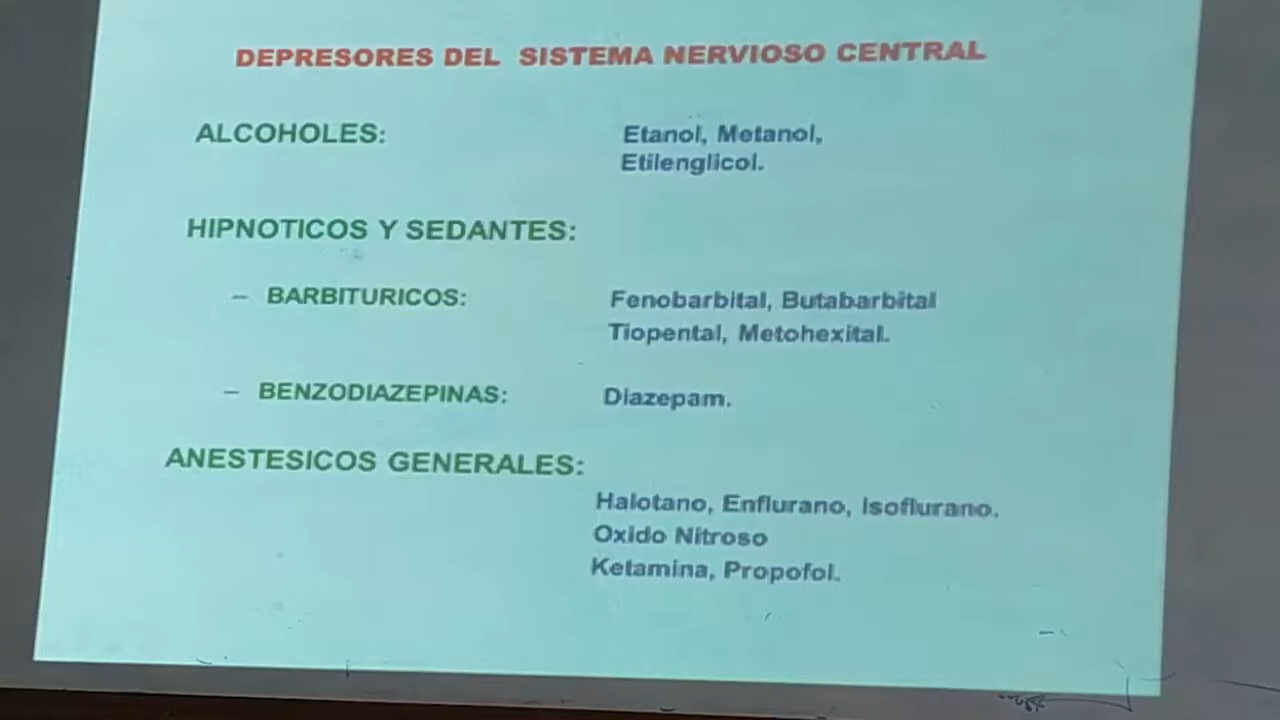 DEPRESORES DEL SISTEMA NERVIOSO CENTRAL
ALCOHOLES: Etanol, Metanol,
Etilenglicol.
HIPNOTICOS Y SEDANTES:
– BARBITURICOS: Fenobarbital, Butabarbital
Tiopental, Metohexital.
– BENZODIAZEPINAS: Diazepam.
ANESTESICOS GENERALES:
Halotano, Enflurano, Isoflurano.
Oxido Nitroso
Ketamina, Propofol.